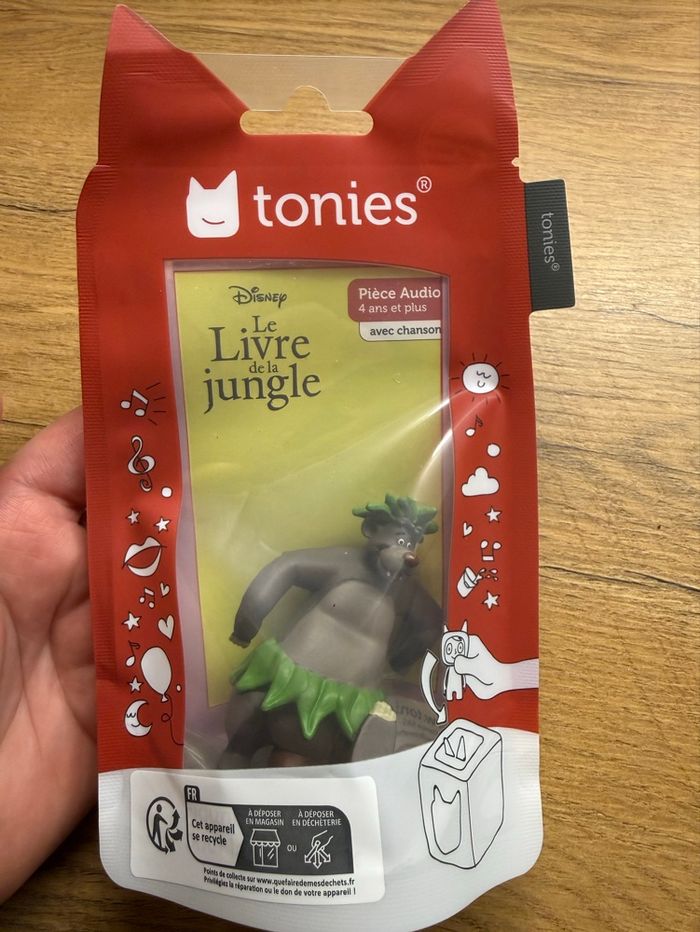 tonies®
tonies®
Disney
Le
Livre
de la
jungle
Pièce Audio
4 ans et plus
avec chanson
FR
Cet appareil
se recycle
À DÉPOSER
EN MAGASIN
OU
À DÉPOSER
EN DÉCHÈTERIE
Points de collecte sur www.quefairedemesdechets.fr
Privilégiez la réparation ou le don de votre appareil !